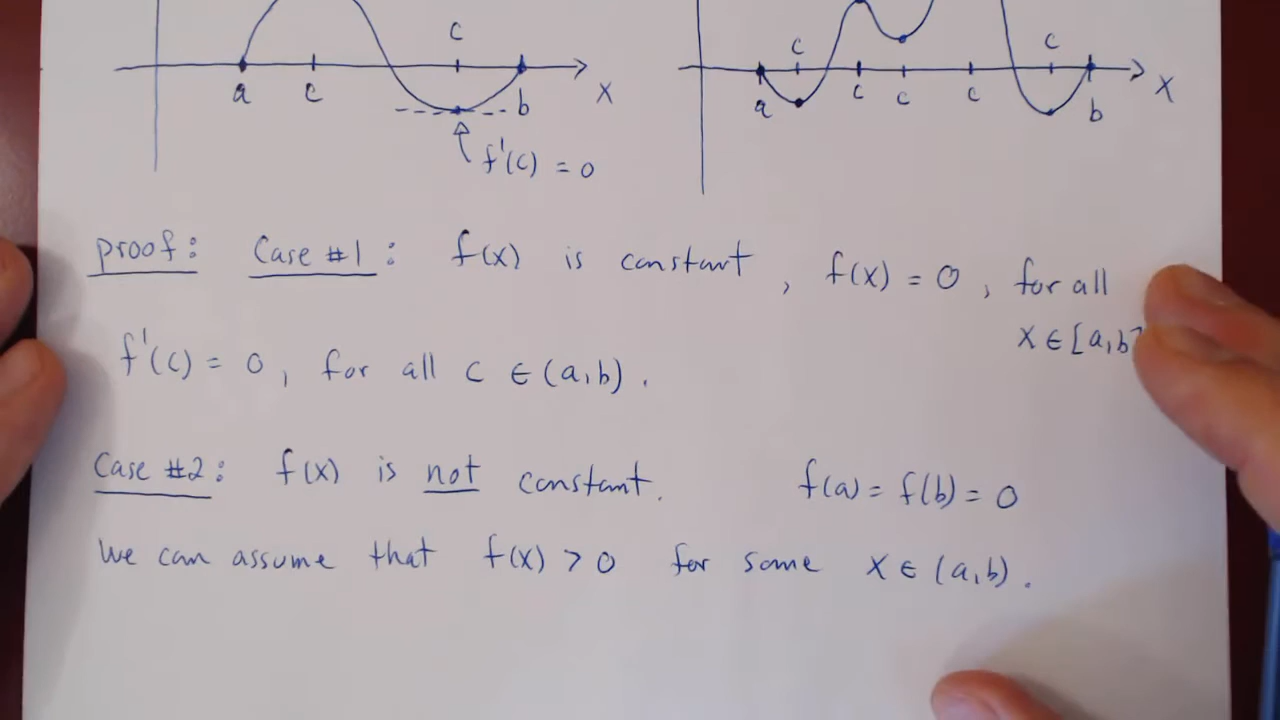 c c
a c b x a c c c b x
f'(c) = 0
proof: Case #1: f(x) is constant, f(x) = 0, for all
x ∈ [a,b]
f'(c) = 0, for all c ∈ (a,b).
Case #2: f(x) is not constant. f(a) = f(b) = 0
We can assume that f(x) > 0 for some x ∈ (a,b).